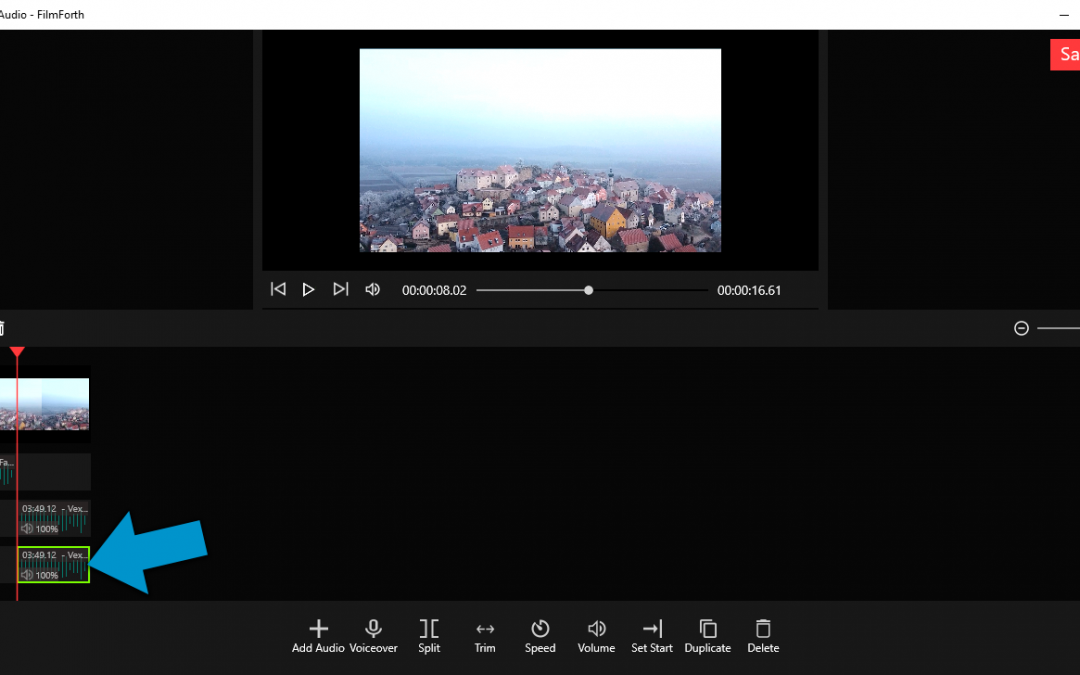 Audio - FilmForth
Sa
00:00:08.02
00:00:16.61
Fa...
03:49.12 - Vex...
100%
03:49.12 - Vex...
100%
Add Audio Voiceover Split Trim Speed Volume Set Start Duplicate Delete